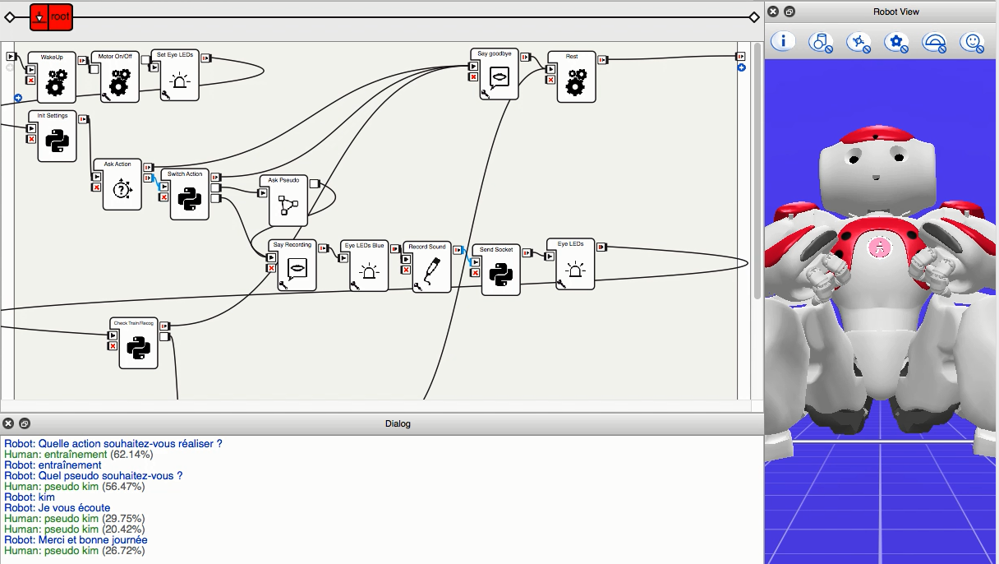 root
Robot View
WakeUp
Motor On/Off
Set Eye LEDs
Say goodbye
Rest
Init Settings
Ask Action
Switch Action
Ask Pseudo
Say Recording
Eye LEDs Blue
Record Sound
Send Socket
Eye LEDs
Check Train/Recog
Dialog
Robot: Quelle action souhaitez-vous réaliser ?
Human: entraînement (62.14%)
Robot: entraînement
Robot: Quel pseudo souhaitez-vous ?
Human: pseudo kim (56.47%)
Robot: kim
Robot: Je vous écoute
Human: pseudo kim (29.75%)
Human: pseudo kim (20.42%)
Robot: Merci et bonne journée
Human: pseudo kim (26.72%)